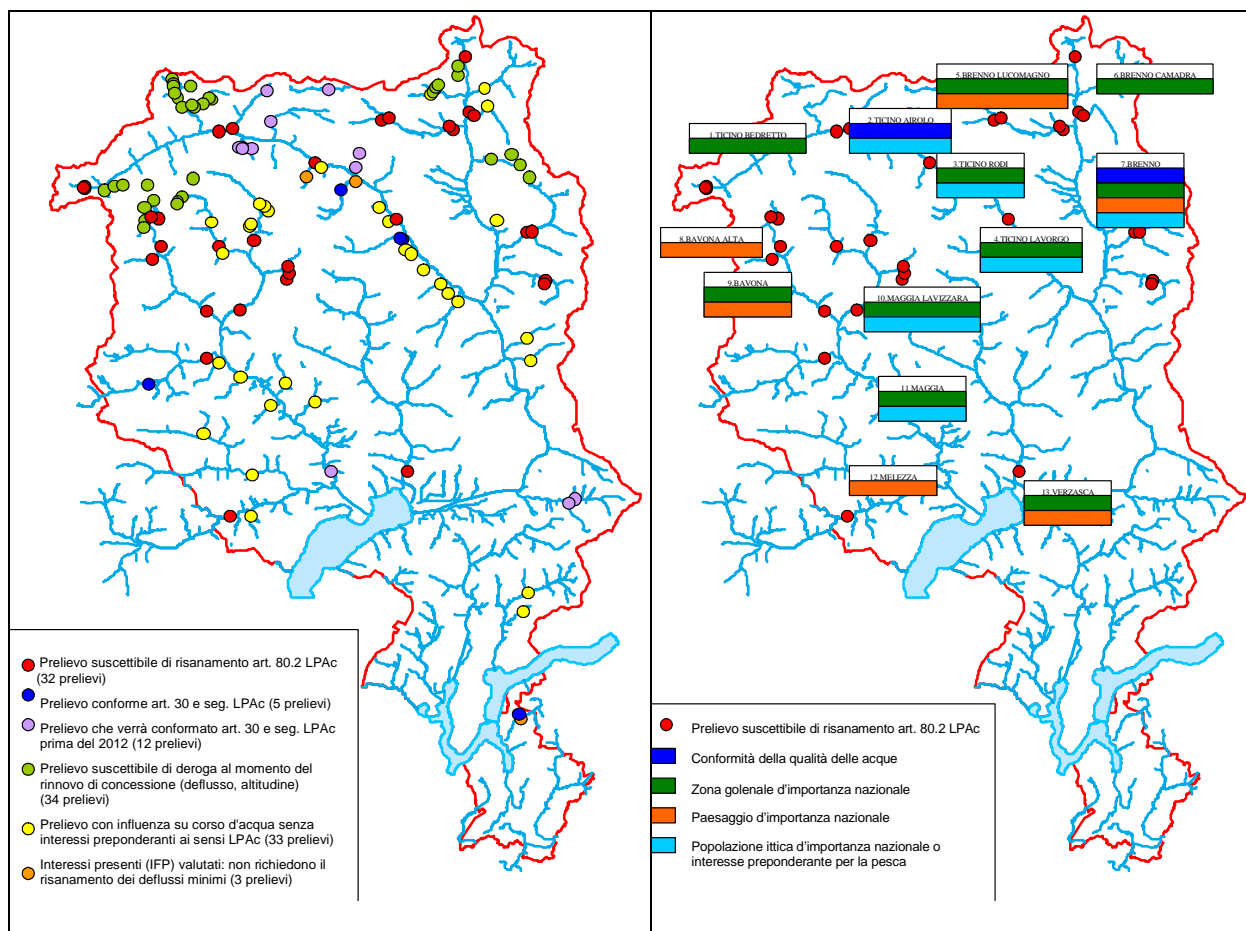 Prelievo suscettibile di risanamento art. 80.2 LPAc
(32 prelievi)
Prelievo conforme art. 30 e seg. LPAc (5 prelievi)
Prelievo che verrà conformato art. 30 e seg. LPAc
prima del 2012 (12 prelievi)
Prelievo suscettibile di deroga al momento del
rinnovo di concessione (deflusso, altitudine)
(34 prelievi)
Prelievo con influenza su corso d'acqua senza
interessi preponderanti ai sensi LPAc (33 prelievi)
Interessi presenti (IFP) valutati: non richiedono il
risanamento dei deflussi minimi (3 prelievi)
5.BRENNO LUCOMAGNO
6.BRENNO CAMADRA
1.TICINO BEDRETTO
2.TICINO AIROLO
3.TICINO RODI
7.BRENNO
8.BAVONA ALTA
4.TICINO LAVORGO
9.BAVONA
10.MAGGIA LAVIZZARA
11.MAGGIA
12.MELEZZA
13.VERZASCA
Prelievo suscettibile di risanamento art. 80.2 LPAc
Conformità della qualità delle acque
Zona golenale d'importanza nazionale
Paesaggio d'importanza nazionale
Popolazione ittica d'importanza nazionale o
interesse preponderante per la pesca